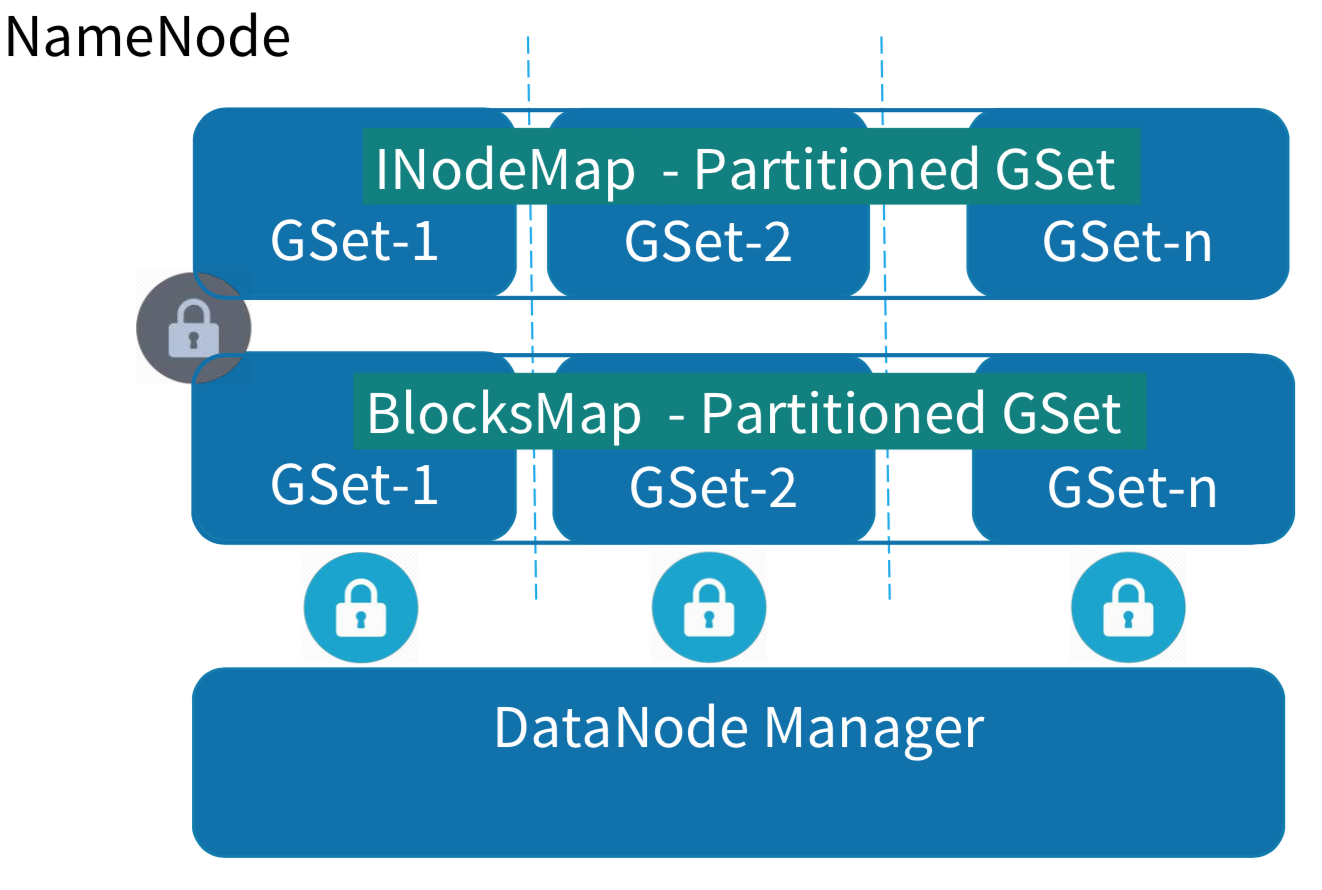 NameNode
INodeMap - Partitioned GSet
GSet-1 GSet-2 GSet-n
BlocksMap - Partitioned GSet
GSet-1 GSet-2 GSet-n
DataNode Manager